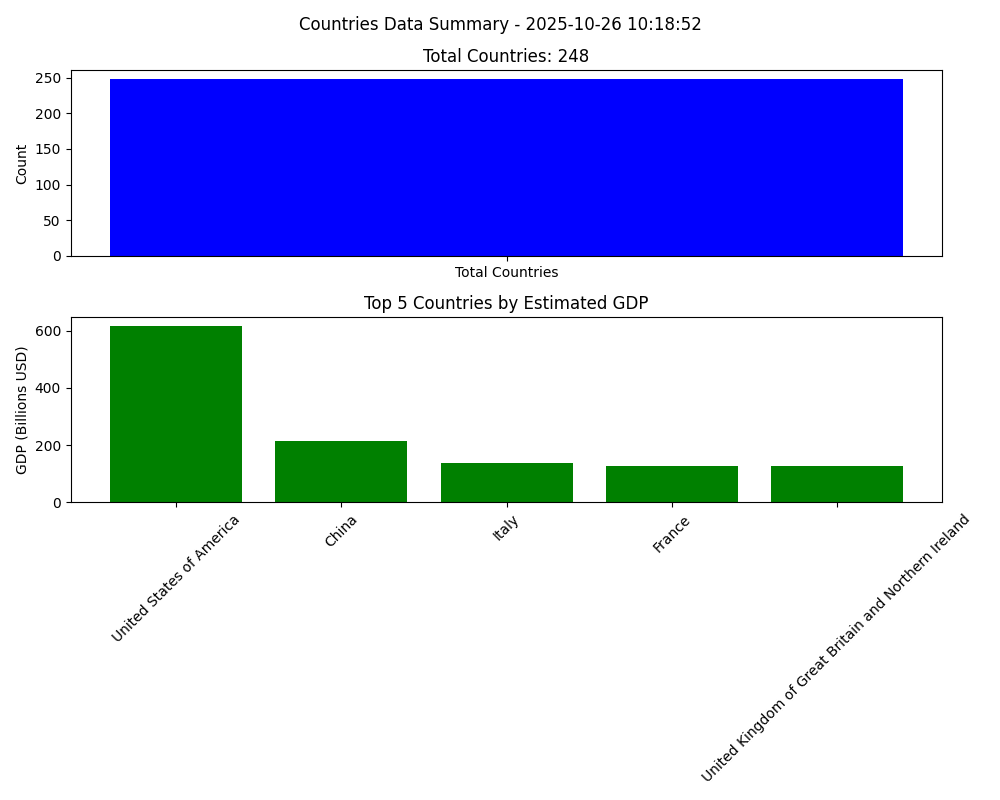 Countries Data Summary - 2025-10-26 10:18:52
Total Countries: 248
250
200
150
100
50
0
Count
Total Countries
Top 5 Countries by Estimated GDP
600
400
200
0
GDP (Billions USD)
United States of America
China
Italy
France
United Kingdom of Great Britain and Northern Ireland